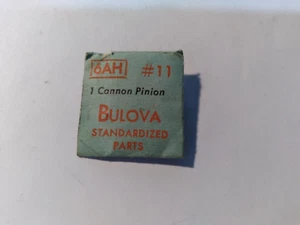 6AH #11
1 Cannon Pinion
BULOVA
STANDARDIZED
PARTS